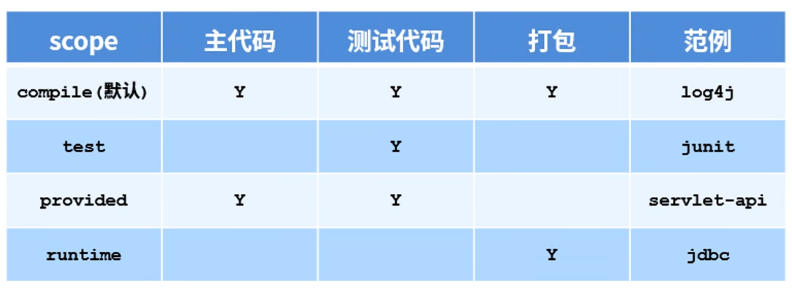 scope 主代码 测试代码 打包 范例
compile(默认) Y Y Y log4j
test Y junit
provided Y Y servlet-api
runtime Y jdbc